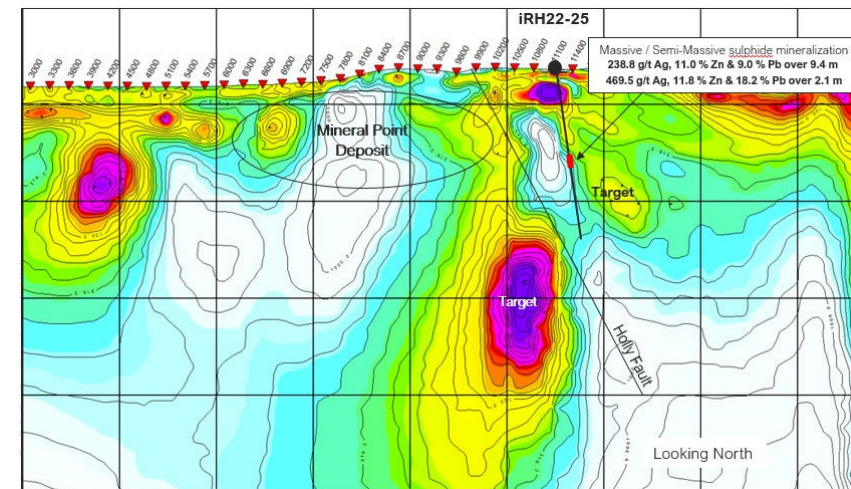 iRH22-25
3000 3300 3600 3900 4200 4500 4800 5100 5400 5700 6000 6300 6600 6900 7200 7500 7800 8100 8400 8700 9000 9300 9600 9900 10200 10500 10800 11100 11400
Massive / Semi-Massive sulphide mineralization
238.8 g/t Ag, 11.0 % Zn & 9.0 % Pb over 9.4 m
469.5 g/t Ag, 11.8 % Zn & 18.2 % Pb over 2.1 m
Mineral Point
Deposit
Target
Target
Holly Fault
Looking North